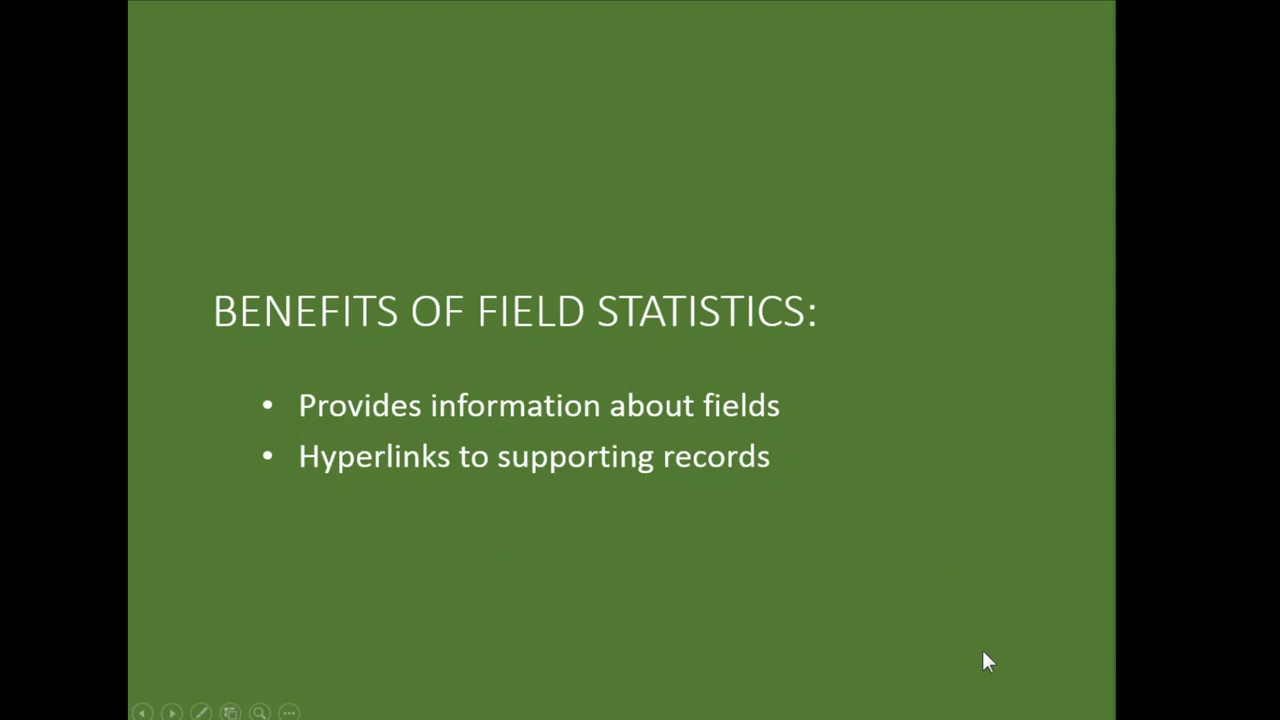 BENEFITS OF FIELD STATISTICS:
• Provides information about fields
• Hyperlinks to supporting records